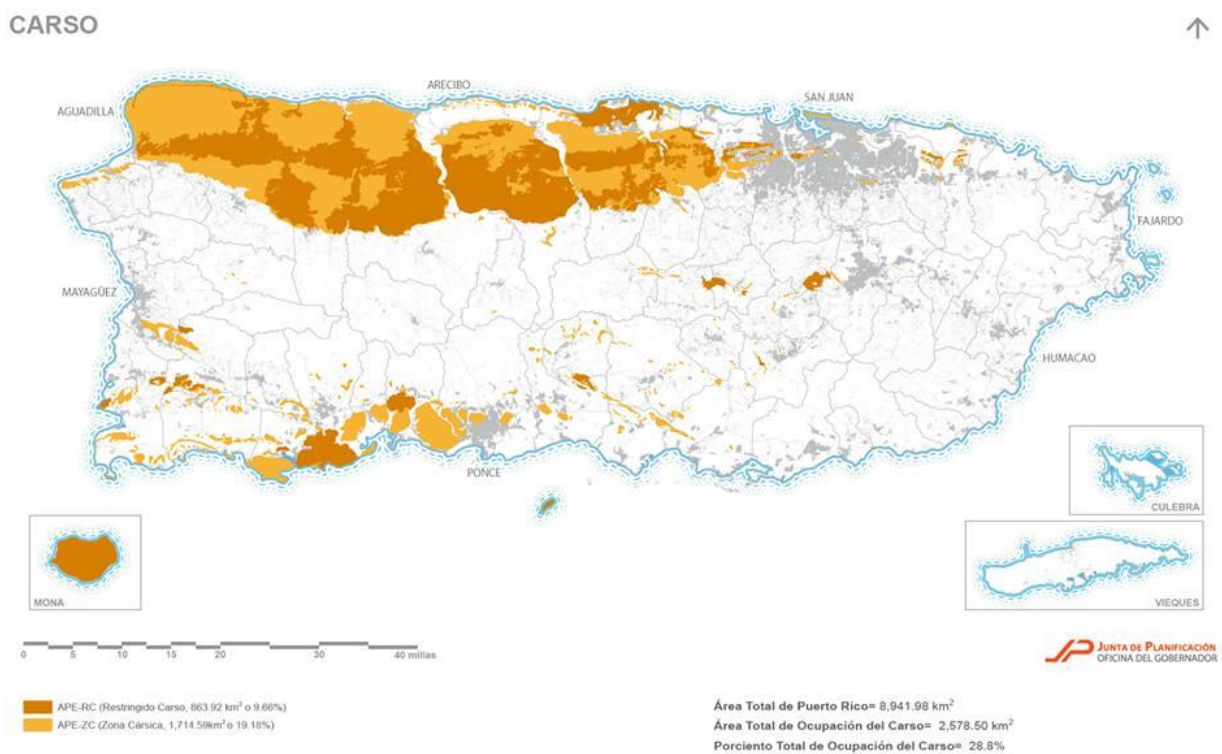 CARSO
ARECIBO
SAN JUAN
AGUADILLA
FAJARDO
MAYAGÜEZ
HUMACAO
PONCE
CULEBRA
MONA
VIEQUES
0 5 10 15 20 30 40 millas
JP JUNTA DE PLANIFICACIÓN
OFICINA DEL GOBERNADOR
APE-RC (Restringido Carso, 863.92 km² o 9.66%)
APE-ZC (Zona Cársica, 1,714.59km² o 19.18%)
Área Total de Puerto Rico= 8,941.98 km²
Área Total de Ocupación del Carso= 2,578.50 km²
Porciento Total de Ocupación del Carso= 28.8%